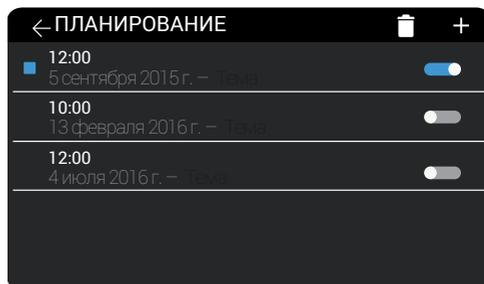 ПЛАНИРОВАНИЕ
12:00
5 сентября 2015 г. – Тема
10:00
13 февраля 2016 г. – Тема
12:00
4 июля 2016 г. – Тема